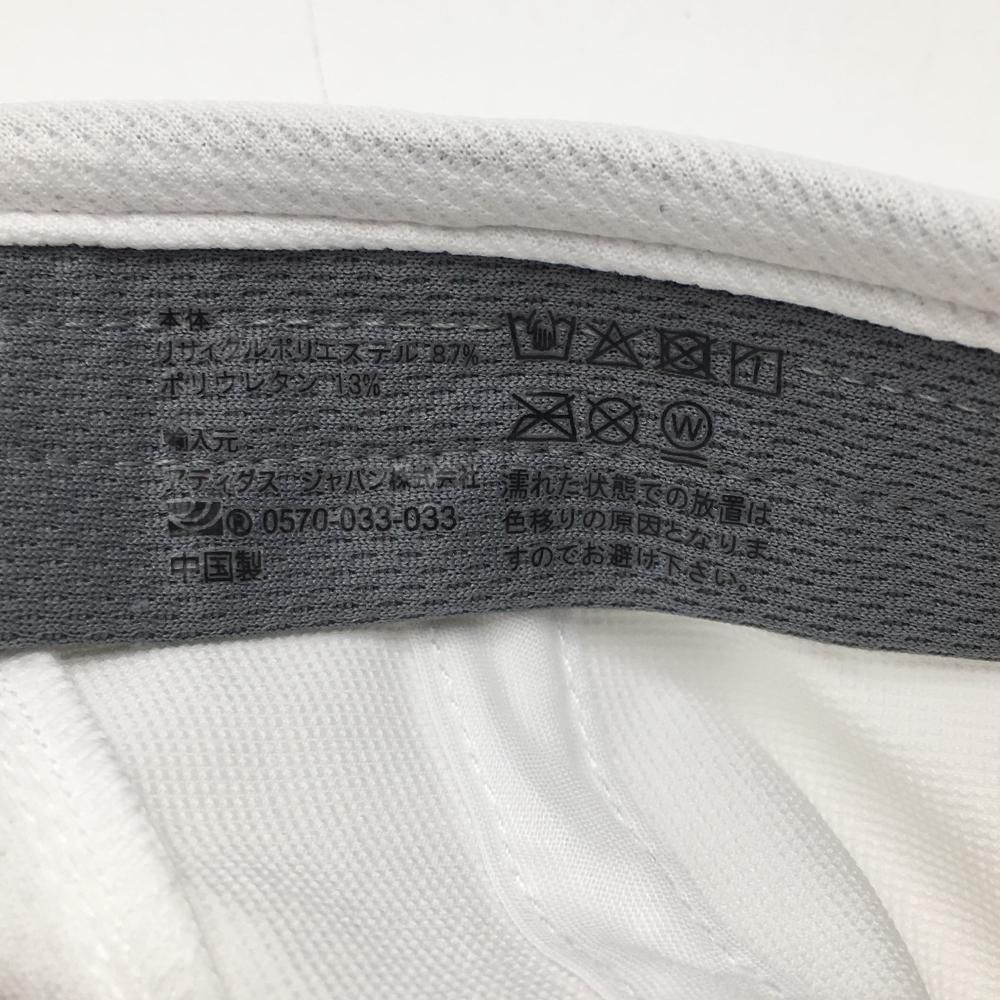 本体
リサイクルポリエステル 87%
ポリウレタン 13%
輸入元
アディダス ジャパン株式会社
® 0570-033-033
中国製
W
濡れた状態での放置は
色移りの原因となりま
すのでお避け下さい。